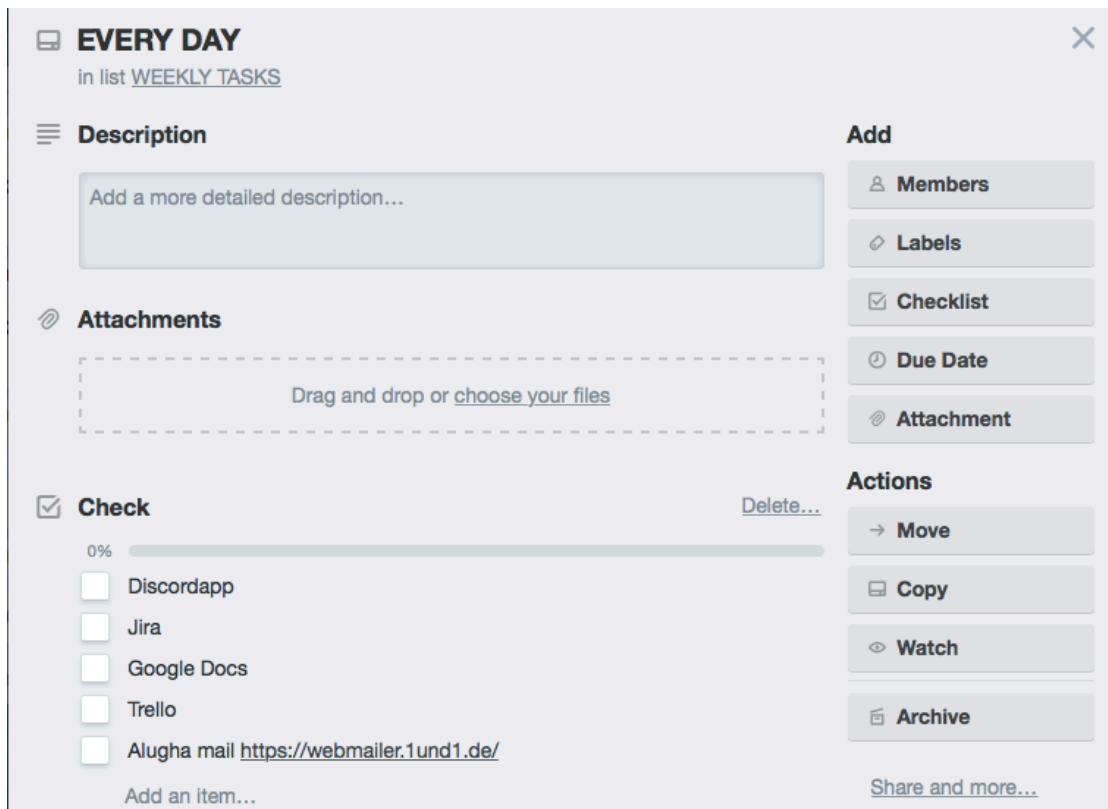 EVERY DAY
in list WEEKLY TASKS
Description
Add a more detailed description…
Attachments
Drag and drop or choose your files
Check
Delete…
0%
Discordapp
Jira
Google Docs
Trello
Alugha mail https://webmailer.1und1.de/
Add an item…
Add
Members
Labels
Checklist
Due Date
Attachment
Actions
Move
Copy
Watch
Archive
Share and more…